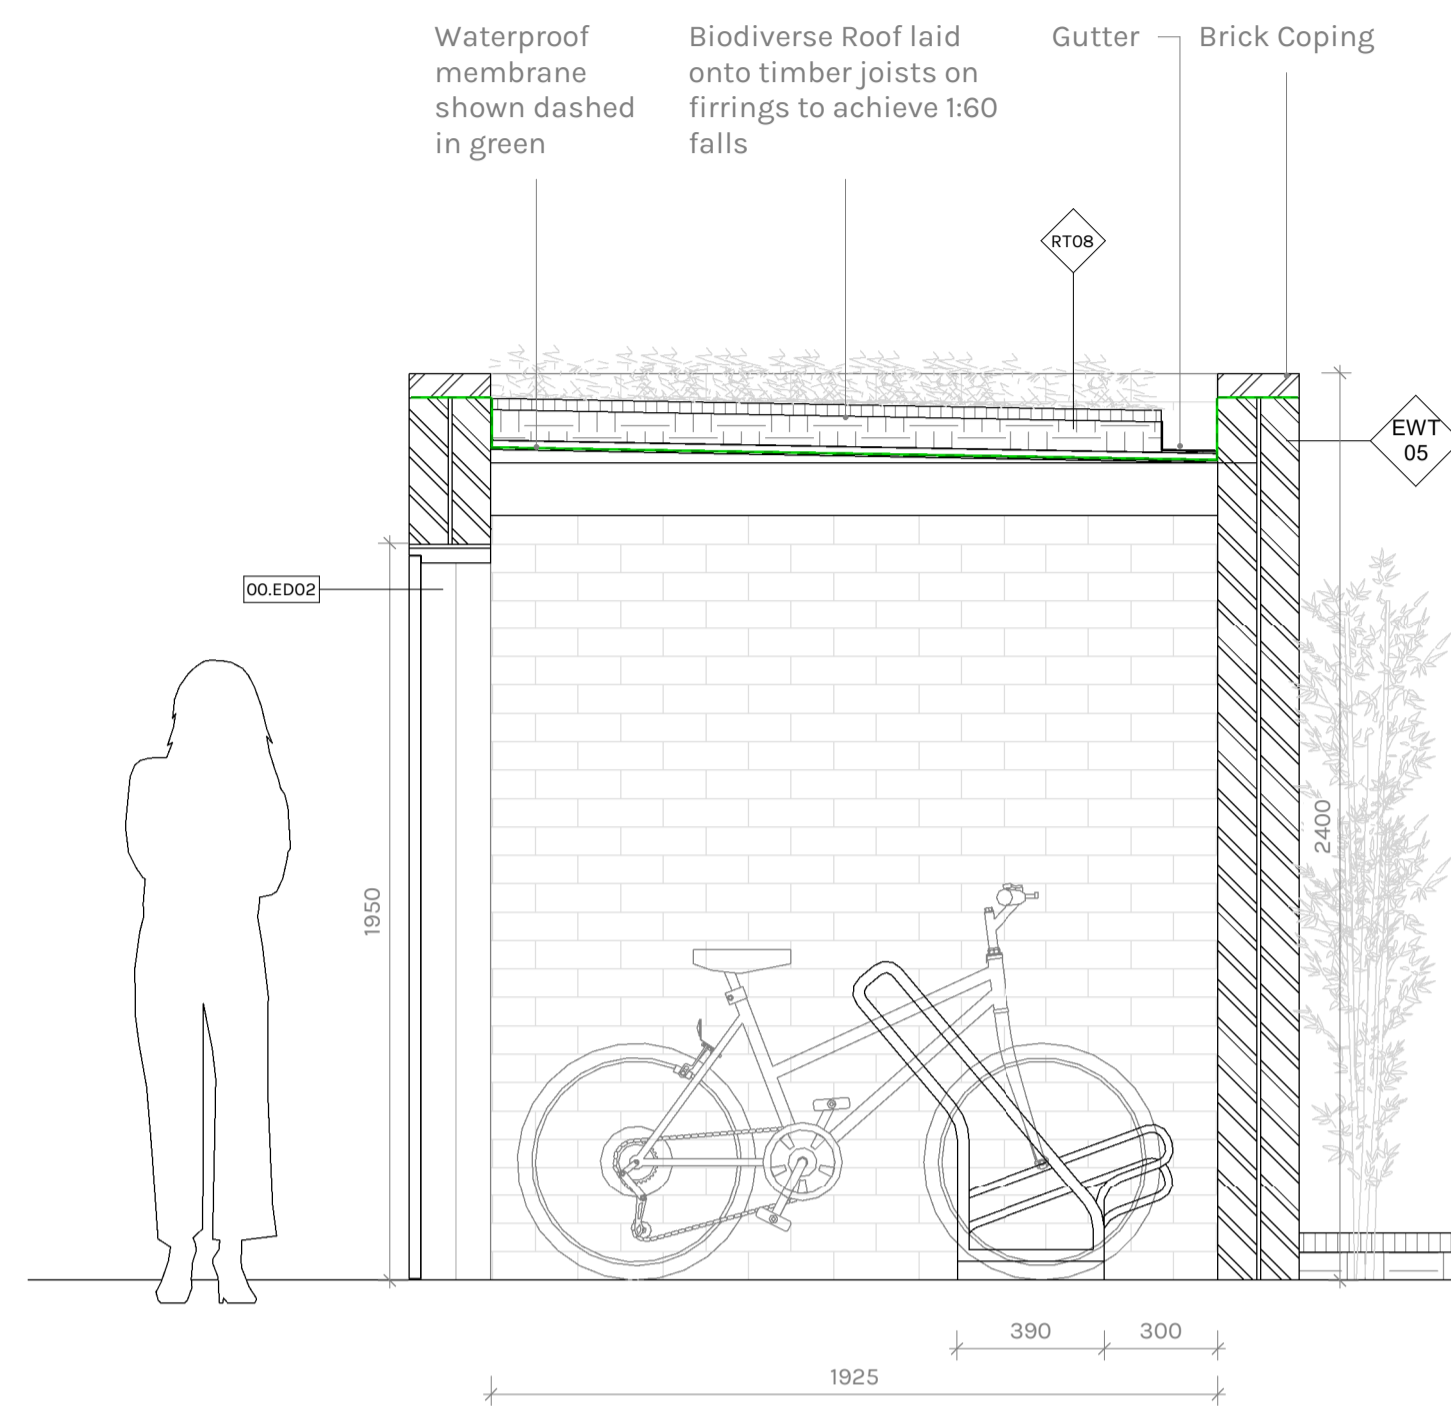 Waterproof
membrane
shown dashed
in green
Biodiverse Roof laid
onto timber joists on
firrings to achieve 1:60
falls
Gutter
Brick Coping
RT08
EWT
05
00.ED02
1950
2400
390
300
1925